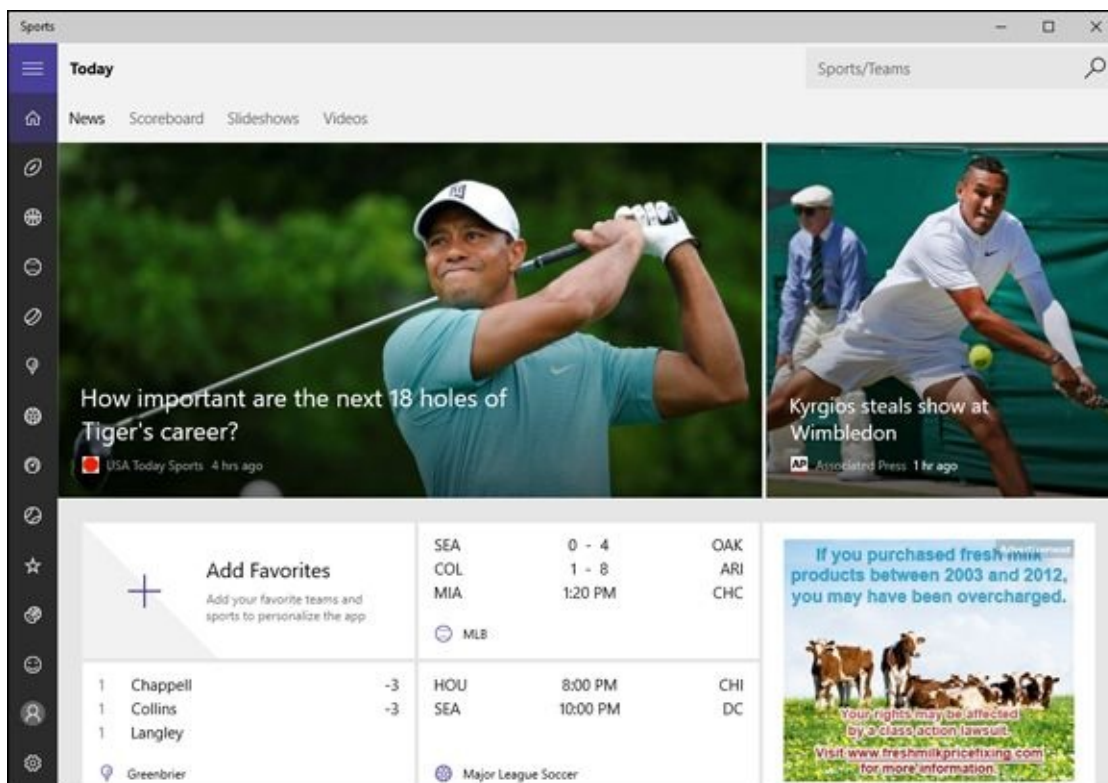 Sports
Today
Sports/Teams
News Scoreboard Slideshows Videos
How important are the next 18 holes of
Tiger's career?
USA Today Sports 4 hrs ago
Kyrgios steals show at
Wimbledon
AP Associated Press 1 hr ago
Add Favorites
Add your favorite teams and
sports to personalize the app
SEA 0 - 4 OAK
COL 1 - 8 ARI
MIA 1:20 PM CHC
MLB
If you purchased fresh milk
products between 2003 and 2012,
you may have been overcharged.
Your rights may be affected
by a class action lawsuit.
Visit www.freshmilkpricefixing.com
for more information.
1 Chappell -3
1 Collins -3
1 Langley
Greenbrier
HOU 8:00 PM CHI
SEA 10:00 PM DC
Major League Soccer